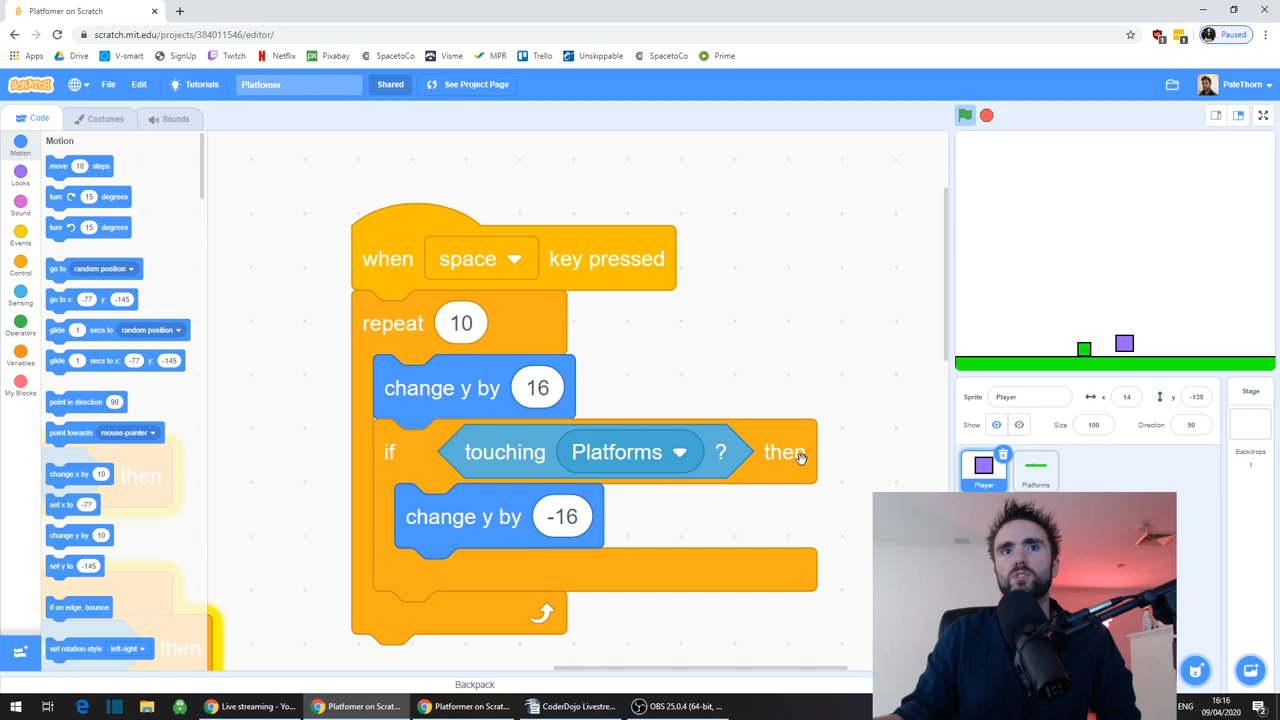 Platfomer on Scratch
scratch.mit.edu/projects/384011546/editor/
Paused
Apps Drive V-smart SignUp Twitch Netflix Pixabay SpacetoCo Visme MPR Trello Unskippable SpacetoCo Prime
SCRATCH File Edit Tutorials Platfomer Shared See Project Page PaleThorn
Code Costumes Sounds
Motion
Looks
Sound
Events
Control
Sensing
Operators
Variables
My Blocks
Motion
move 10 steps
turn 15 degrees
turn 15 degrees
go to random position
go to x: -77 y: -145
glide 1 secs to random position
glide 1 secs to x: -77 y: -145
point in direction 90
point towards mouse-pointer
change x by 10
set x to -77
change y by 10
set y to -145
if on edge, bounce
set rotation style left-right
then
then
when space key pressed
repeat 10
change y by 16
if touching Platforms ? then
change y by -16
Backpack
Sprite Player x 14 y -139
Show Size 100 Direction 90
Player Platforms
Stage
Backdrops
1
Live streaming - Yo...
Platfomer on Scrat...
Platfomer on Scrat...
CoderDojo Livestre...
OBS 25.0.4 (64-bit, ...
ENG
16:16
09/04/2020
2